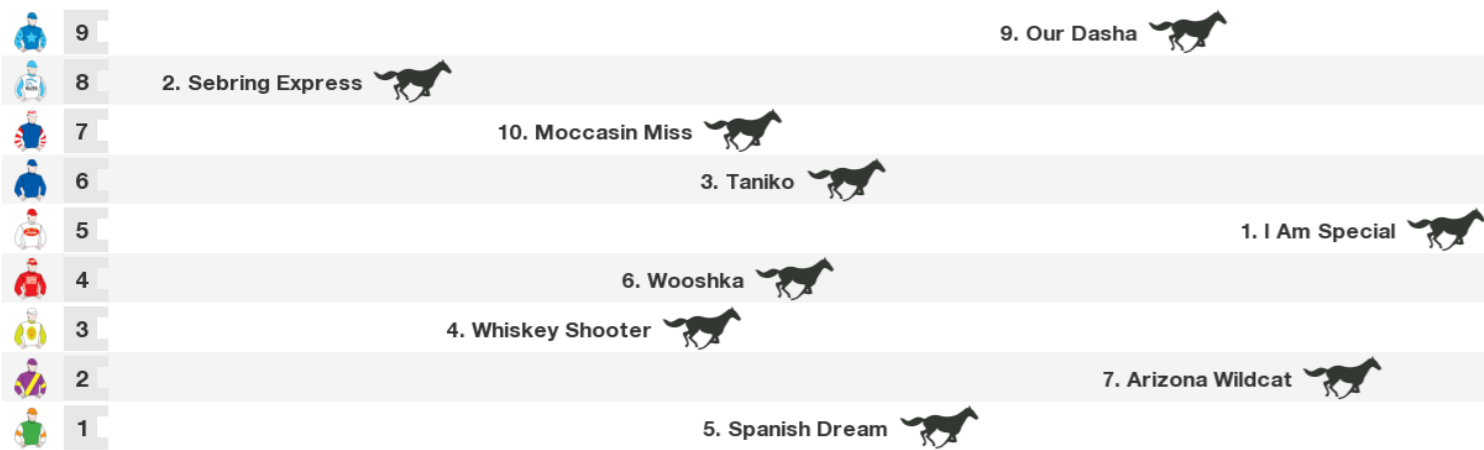 9 9. Our Dasha
8 2. Sebring Express
7 10. Moccasin Miss
6 3. Taniko
5 1. I Am Special
4 6. Wooshka
3 4. Whiskey Shooter
2 7. Arizona Wildcat
1 5. Spanish Dream